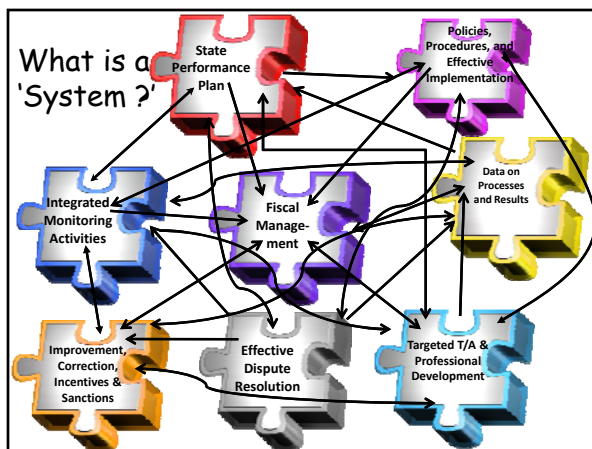 What is a
'System ?'
State
Performance
Plan
Policies,
Procedures, and
Effective
Implementation
Integrated
Monitoring
Activities
Fiscal
Manage-
ment
Data on
Processes
and Results
Improvement,
Correction,
Incentives &
Sanctions
Effective
Dispute
Resolution
Targeted T/A &
Professional
Development